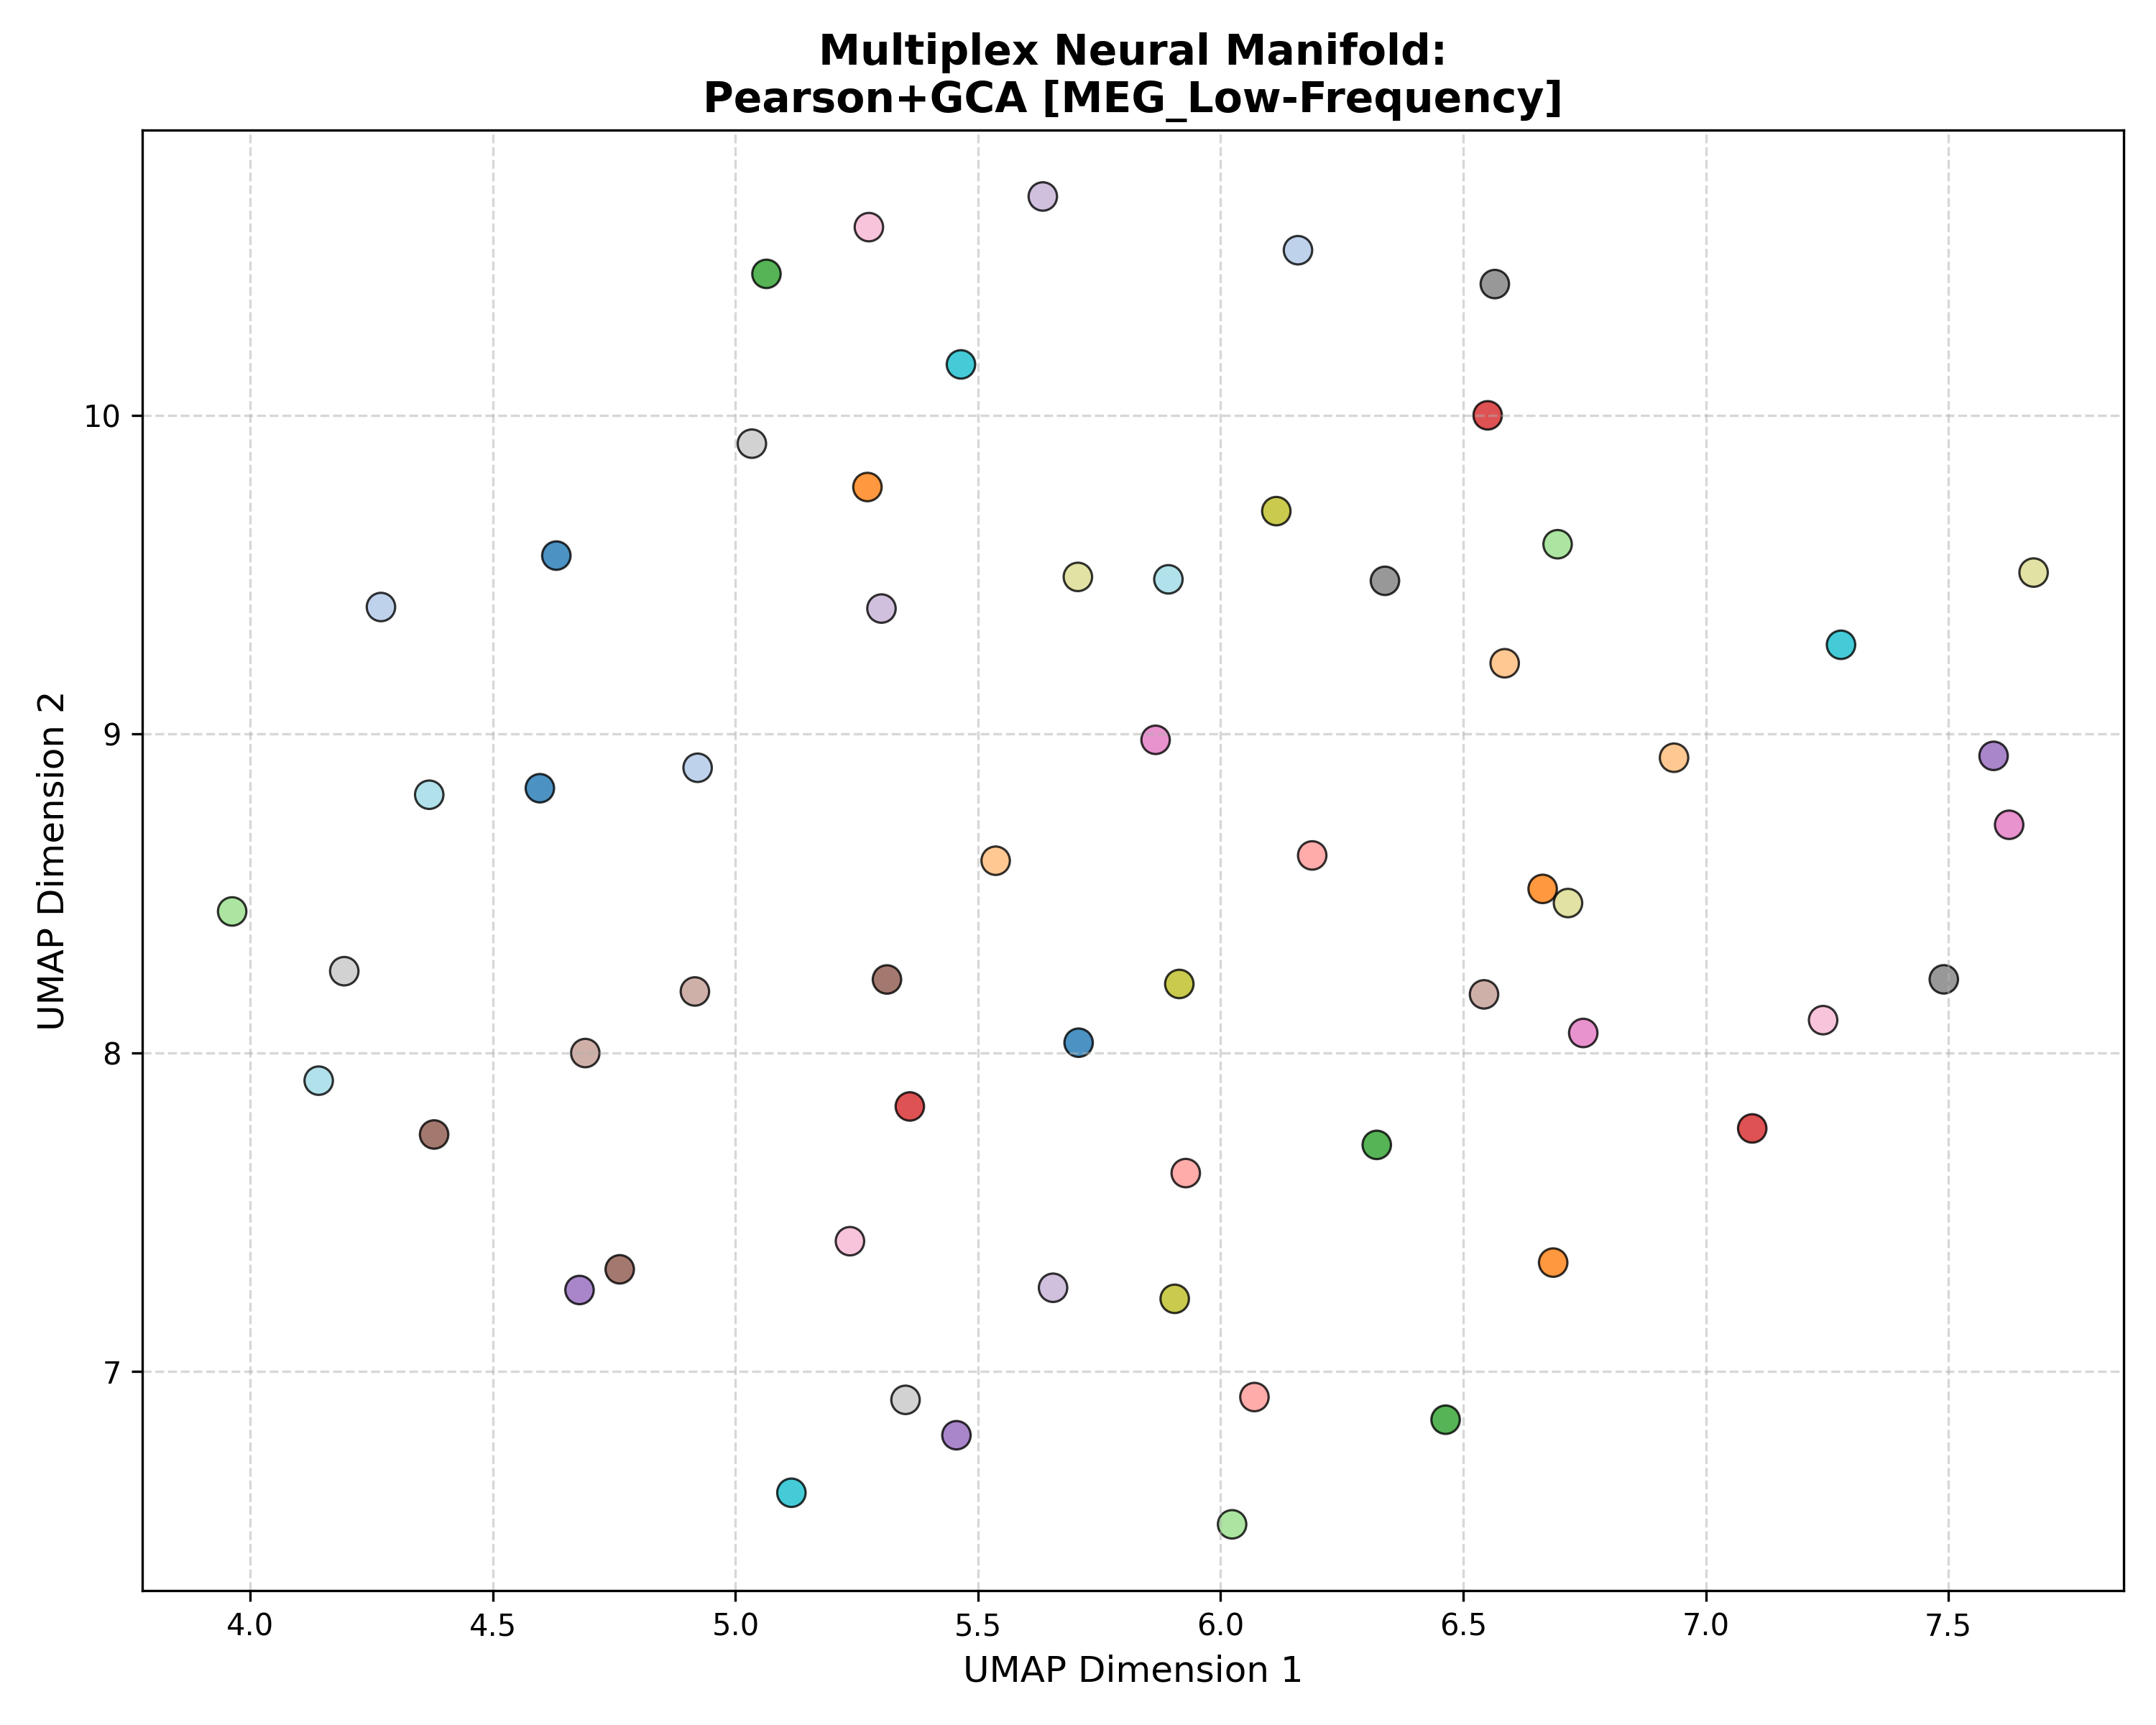 Multiplex Neural Manifold:
Pearson+GCA [MEG_Low-Frequency]
UMAP Dimension 2
10
9
8
7
4.0 4.5 5.0 5.5 6.0 6.5 7.0 7.5
UMAP Dimension 1